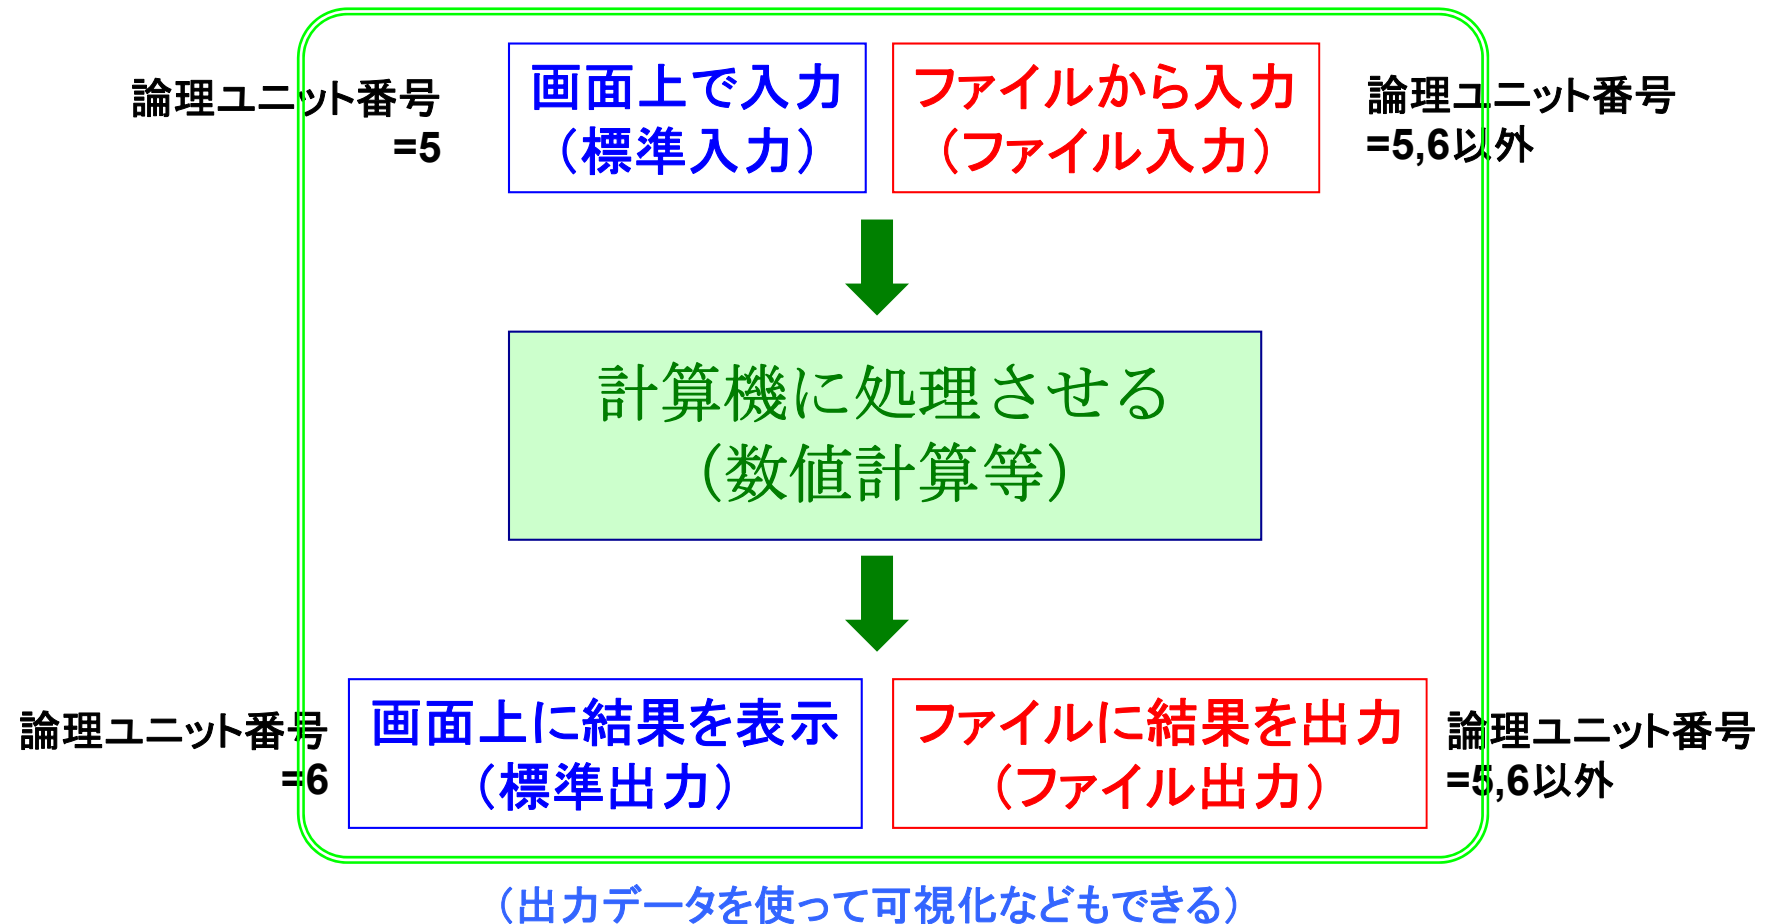 論理ユニット番号
=5
画面上で入力
（標準入力）
ファイルから入力
（ファイル入力）
論理ユニット番号
=5,6以外
計算機に処理させる
（数値計算等）
論理ユニット番号
=6
画面上に結果を表示
（標準出力）
ファイルに結果を出力
（ファイル出力）
論理ユニット番号
=5,6以外
（出力データを使って可視化などもできる）